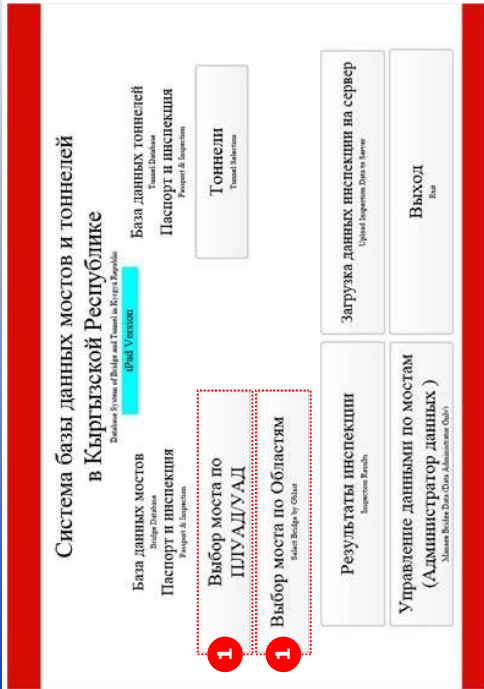 Система базы данных мостов и тоннелей
в Кыргызской Республике
Database System of Bridge and Tunnel in Kyrgyz Republic
iPad Version
База данных мостов
Bridge Database
Паспорт и инспекция
Passport & Inspection
1
Выбор моста по
ПЛУАД/УАД
1
Выбор моста по Областям
Select Bridge by Oblast
База данных тоннелей
Tunnel Database
Паспорт и инспекция
Passport & Inspection
Тоннели
Tunnel Selection
Результаты инспекции
Inspection Results
Загрузка данных инспекции на сервер
Upload Inspection Data to Server
Управление данными по мостам
(Администратор данных )
Manage Bridge Data (Data Administrator Only)
Выход
Exit